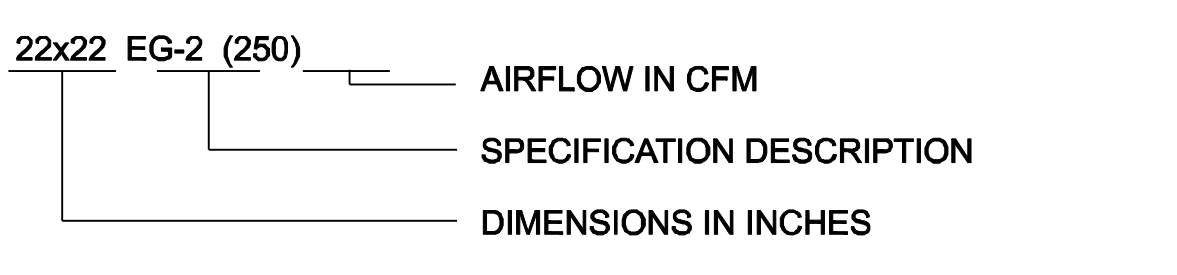 22x22 EG-2 (250)
AIRFLOW IN CFM
SPECIFICATION DESCRIPTION
DIMENSIONS IN INCHES